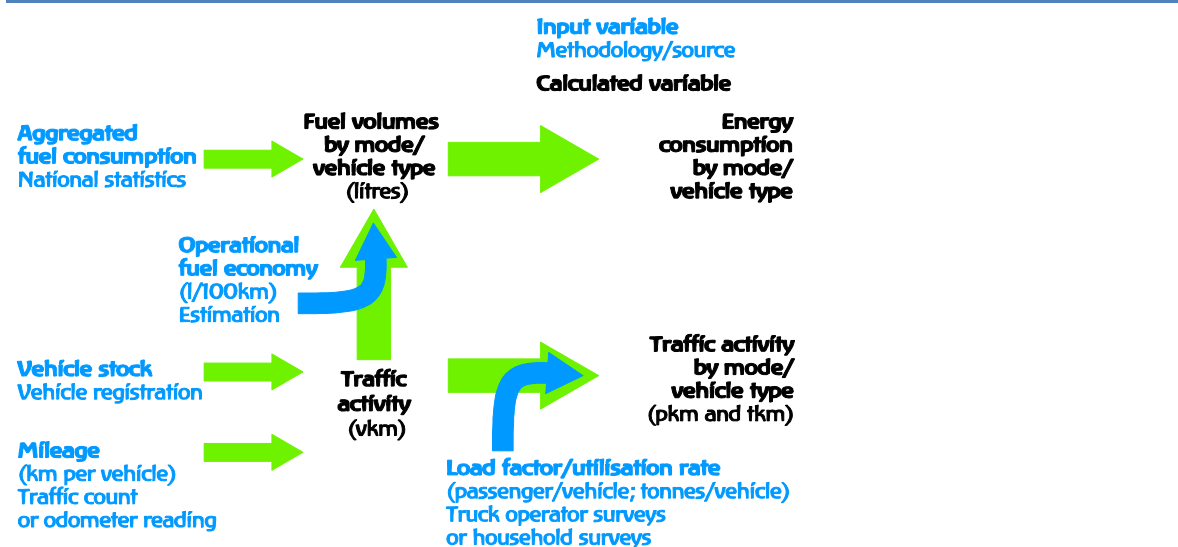 Input variable
Methodology/source
Calculated variable
Aggregated
fuel consumption
National statistics
Fuel volumes
by mode/
vehicle type
(litres)
Energy
consumption
by mode/
vehicle type
Operational
fuel economy
(l/100km)
Estimation
Vehicle stock
Vehicle registration
Traffic
activity
(vkm)
Traffic activity
by mode/
vehicle type
(pkm and tkm)
Mileage
(km per vehicle)
Traffic count
or odometer reading
Load factor/utilisation rate
(passenger/vehicle; tonnes/vehicle)
Truck operator surveys
or household surveys